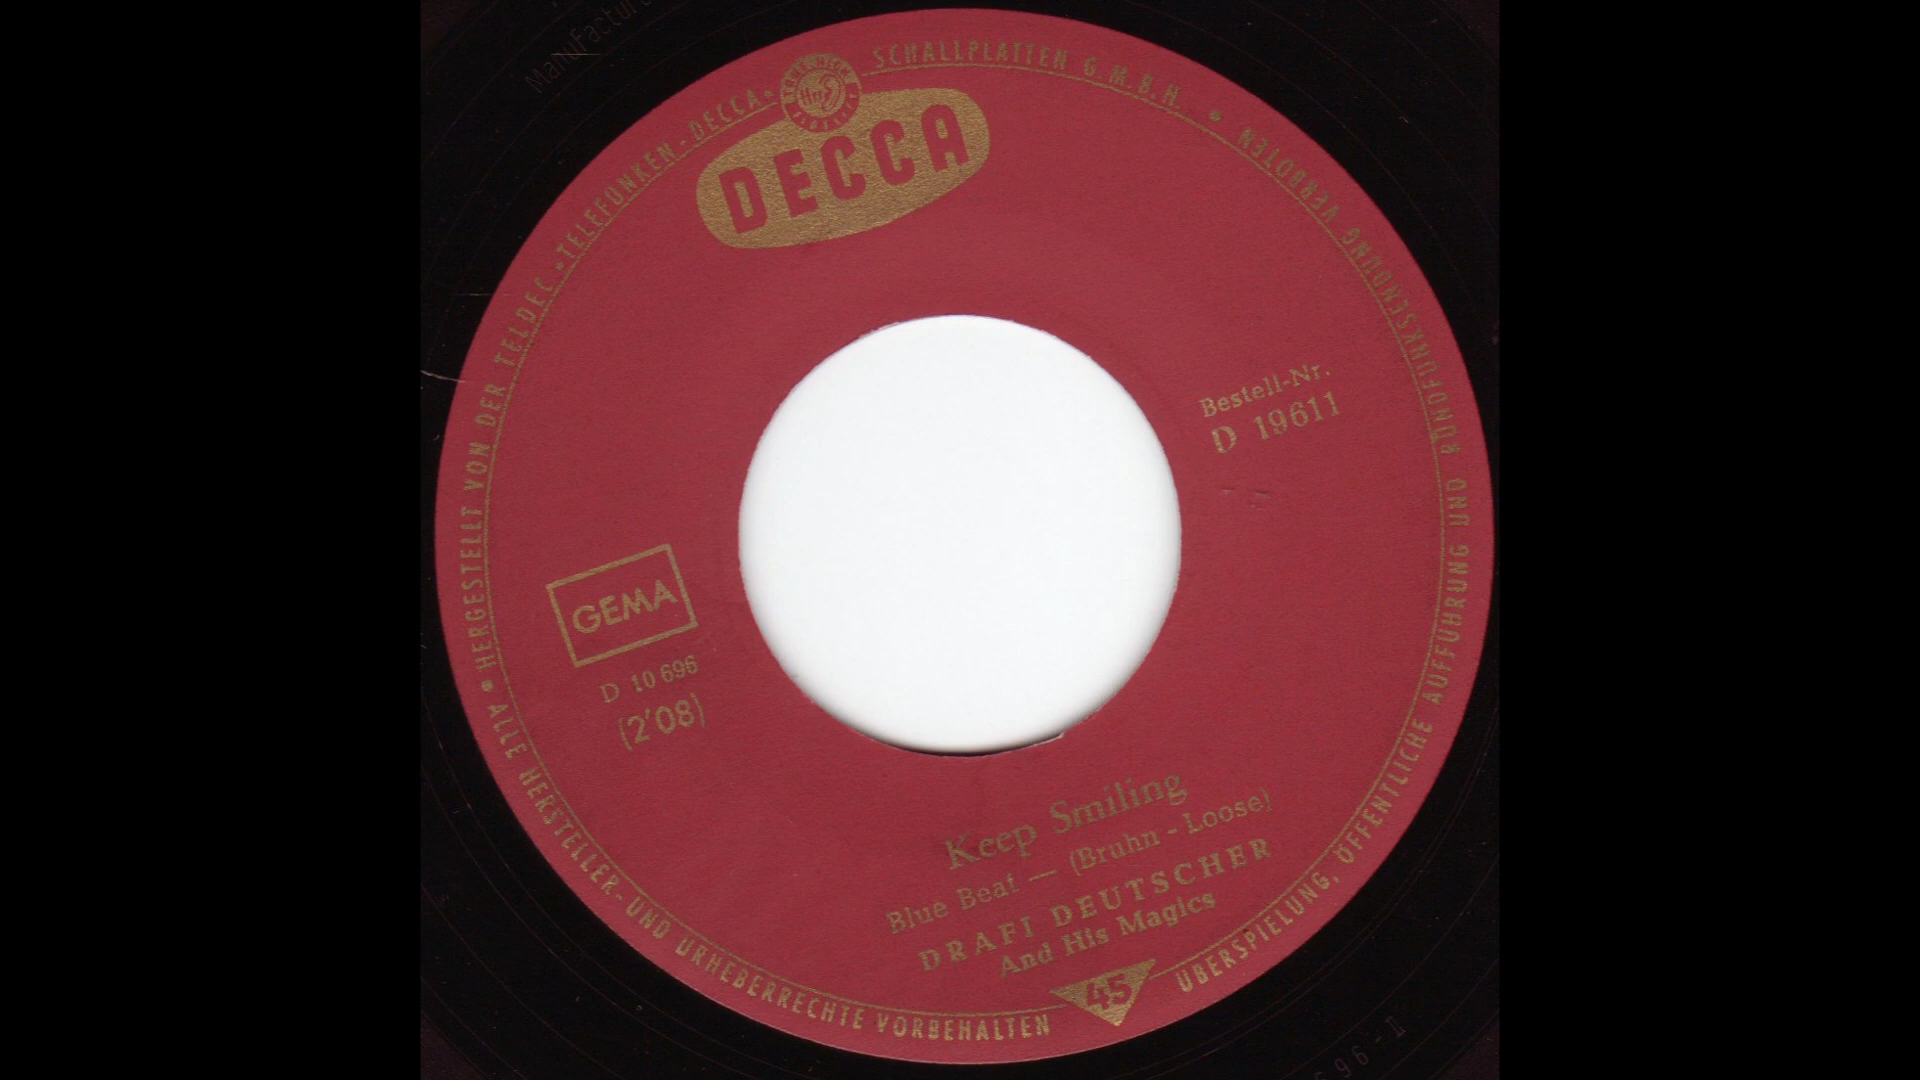 DECCA
HERGESTELLT VON DER TELDEC • TELEFUNKEN-DECCA • SCHALLPLATTEN G.M.B.H. •
ALLE HERSTELLER- UND URHEBERRECHTE VORBEHALTEN
ÜBERSPIELUNG, ÖFFENTLICHE AUFFÜHRUNG UND RUNDFUNKSENDUNG VERBOTEN
Bestell-Nr.
D 19611
GEMA
D 10 696
(2'08)
Keep Smiling
Blue Beat — (Bruhn - Loose)
DRAFI DEUTSCHER
And His Magics
45